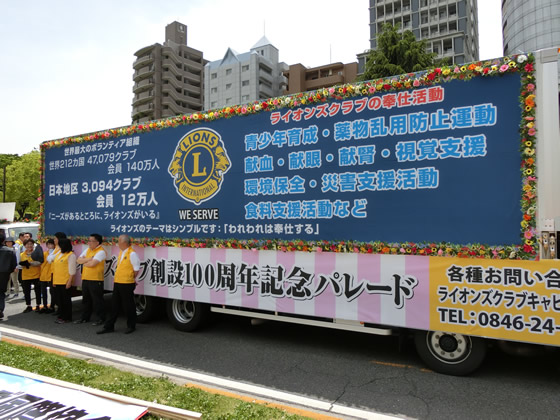 世界最大のボランティア組織
世界212カ国 47,079クラブ
会員 140万人
日本地区 3,094クラブ
会員 12万人
『ニーズがあるところに、ライオンズがいる』
LIONS
L
INTERNATIONAL
WE SERVE
ライオンズのテーマはシンプルです:「われわれは奉仕する」
ライオンズクラブの奉仕活動
青少年育成・薬物乱用防止運動
献血・献眼・献腎・視覚支援
環境保全・災害支援活動
食料支援活動など
クラブ創設100周年記念パレード
各種お問い合
ライオンズクラブキャビ
TEL:0846-24-